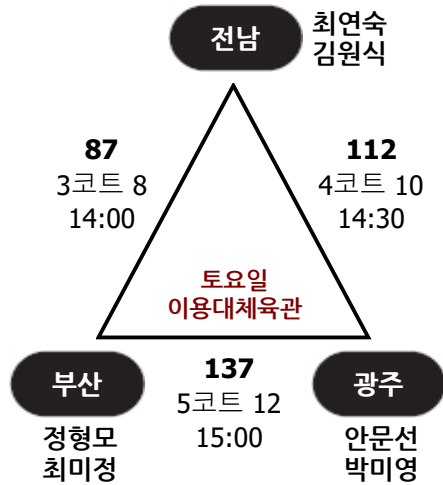 전남
최연숙
김원식
87
3코트 8
14:00
112
4코트 10
14:30
토요일
이용대체육관
부산
정형모
최미정
137
5코트 12
15:00
광주
안문선
박미영